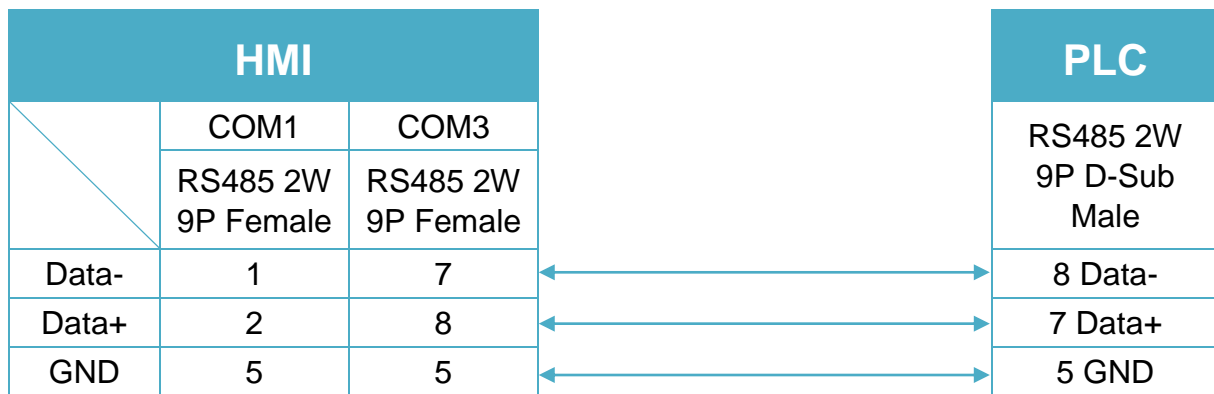 HMI PLC
COM1 COM3
RS485 2W
9P Female
RS485 2W
9P Female
RS485 2W
9P D-Sub
Male
Data- 1 7 8 Data-
Data+ 2 8 7 Data+
GND 5 5 5 GND